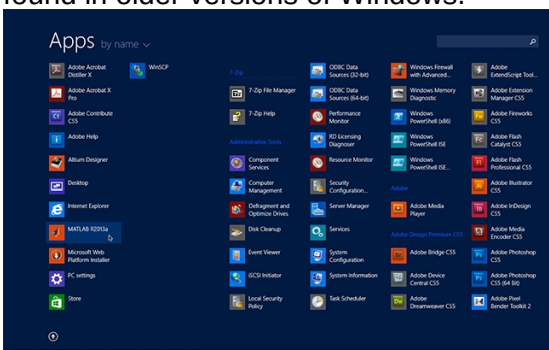 found in older versions of Windows.
Apps by name
Adobe Acrobat
Distiller X
Adobe Acrobat X
Pro
Adobe Contribute
CS5
Adobe Help
Altium Designer
Desktop
Internet Explorer
MATLAB R2013a
Microsoft Web
Platform Installer
PC settings
Store
WinSCP
7-Zip
7-Zip File Manager
7-Zip Help
Administrative Tools
Component
Services
Computer
Management
Defragment and
Optimize Drives
Disk Cleanup
Event Viewer
iSCSI Initiator
Local Security
Policy
ODBC Data
Sources (32-bit)
ODBC Data
Sources (64-bit)
Performance
Monitor
RD Licensing
Diagnoser
Resource Monitor
Security
Configuration...
Server Manager
Services
System
Configuration
System Information
Task Scheduler
Windows Firewall
with Advanced...
Windows Memory
Diagnostic
Windows
PowerShell (x86)
Windows
PowerShell ISE
Windows
PowerShell ISE...
Adobe
Adobe Media
Player
Adobe Design Premium CS5
Adobe Bridge CS5
Adobe Device
Central CS5
Adobe
Dreamweaver CS5
Adobe
ExtendScript Tool...
Adobe Extension
Manager CS5
Adobe Fireworks
CS5
Adobe Flash
Catalyst CS5
Adobe Flash
Professional CS5
Adobe Illustrator
CS5
Adobe InDesign
CS5
Adobe Media
Encoder CS5
Adobe Photoshop
CS5
Adobe Photoshop
CS5 (64 Bit)
Adobe Pixel
Bender Toolkit 2